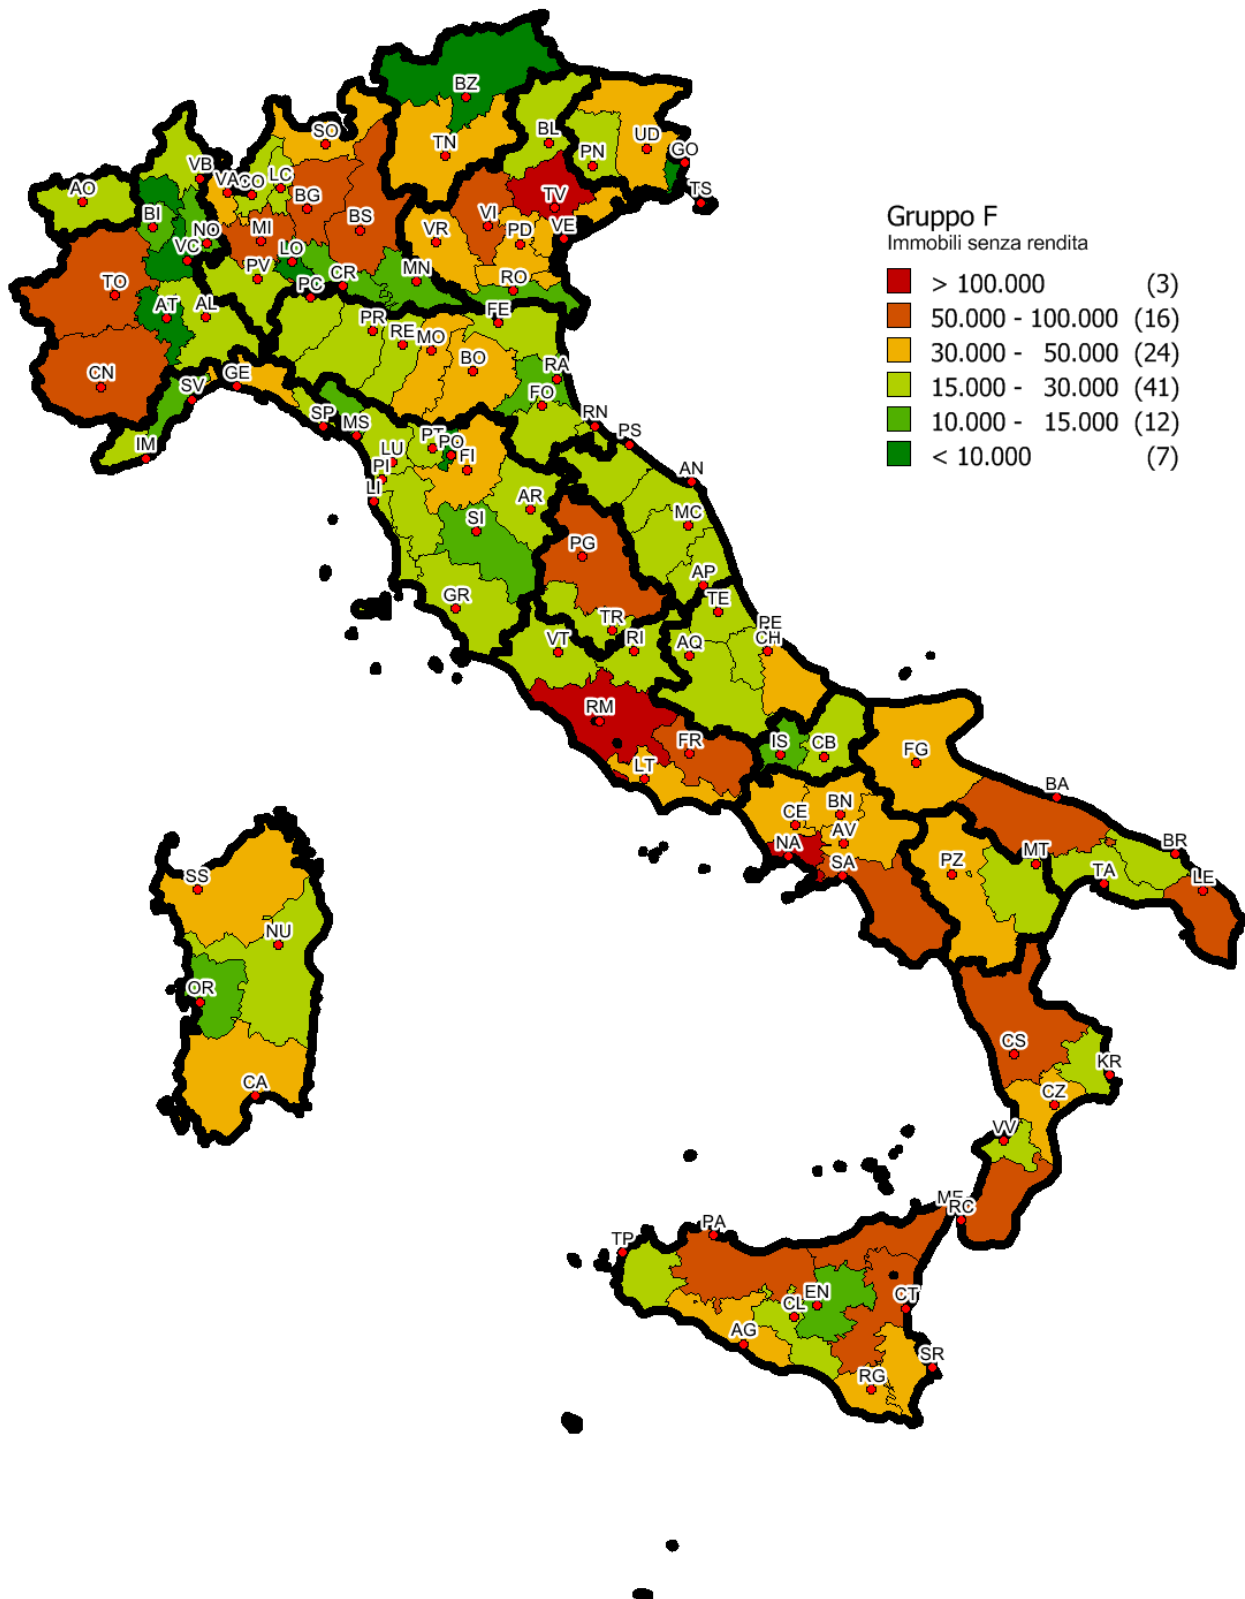 BZ
SO
TN
BL
UD
PN
GO
VB
VA
CO
LC
AO
BG
TV
TS
BI
BS
VI
Gruppo F
NO
MI
VR
PD
VE
Immobili senza rendita
VC
LO
PV
CR
MN
RO
> 100.000 (3)
TO
PC
AT
AL
FE
50.000 - 100.000 (16)
PR
RE
MO
30.000 - 50.000 (24)
CN
GE
BO
RA
15.000 - 30.000 (41)
SV
FO
SP
MS
RN
PS
10.000 - 15.000 (12)
IM
PT
PO
LU
FI
< 10.000 (7)
PI
AN
LI
AR
SI
MC
PG
AP
GR
TE
TR
PE
VT
RI
AQ
CH
RM
FR
IS
CB
FG
LT
BA
CE
BN
NA
AV
MT
BR
SA
PZ
TA
LE
SS
NU
OR
CS
KR
CA
CZ
VV
ME
RC
PA
TP
EN
CT
CL
AG
SR
RG